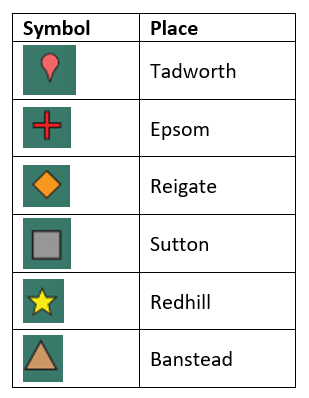 Symbol Place
Tadworth
Epsom
Reigate
Sutton
Redhill
Banstead